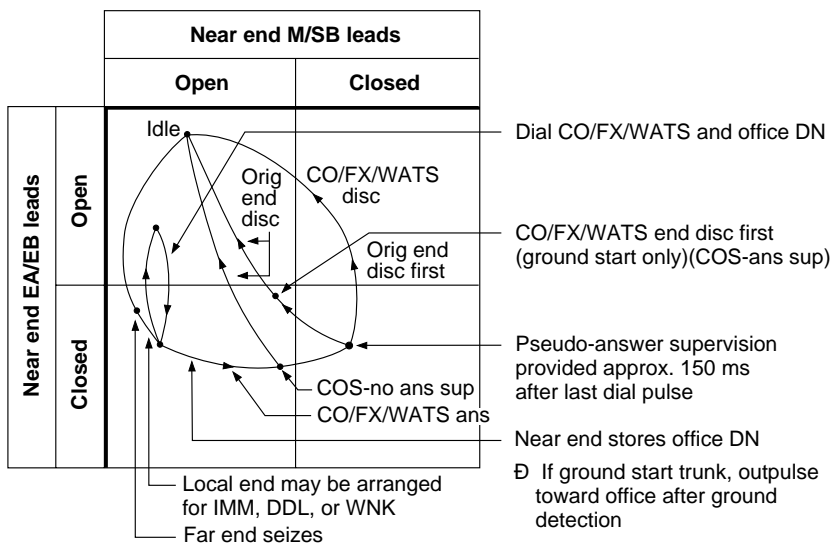 Near end M/SB leads
Open
Closed
Near end EA/EB leads
Open
Closed
Idle
Orig
end
disc
CO/FX/WATS
disc
Orig end
disc first
COS-no ans sup
CO/FX/WATS ans
Dial CO/FX/WATS and office DN
CO/FX/WATS end disc first
(ground start only)(COS-ans sup)
Pseudo-answer supervision
provided approx. 150 ms
after last dial pulse
Near end stores office DN
Đ If ground start trunk, outpulse
toward office after ground
detection
Local end may be arranged
for IMM, DDL, or WNK
Far end seizes